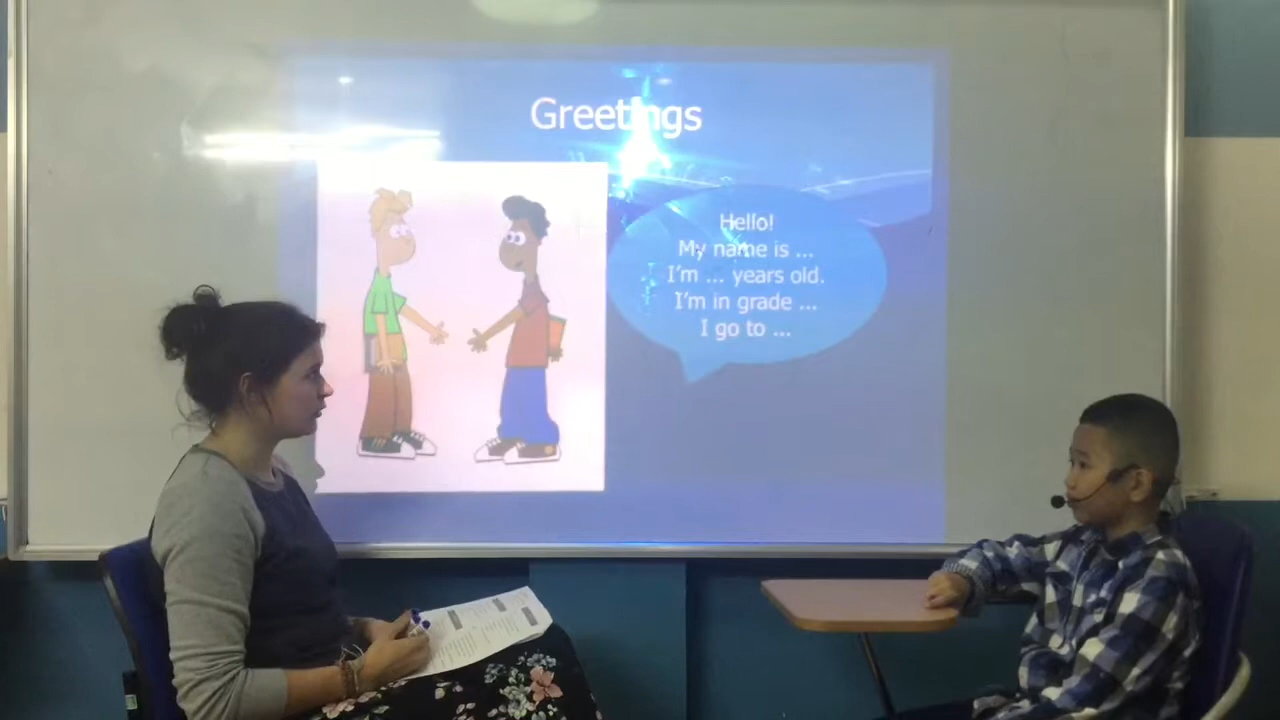 Greetings
Hello!
My name is ...
I'm ... years old.
I'm in grade ...
I go to ...